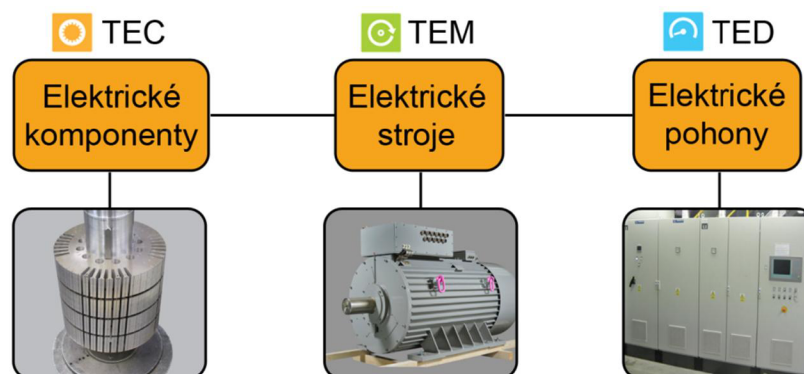 TEC
TEM
TED
Elektrické
komponenty
Elektrické
stroje
Elektrické
pohony